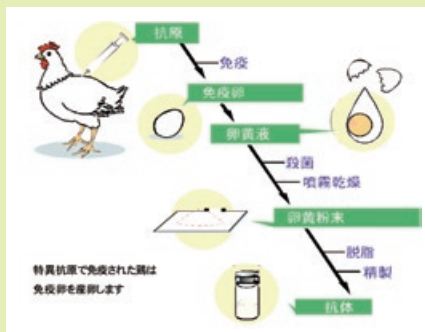 抗原
免疫
免疫卵
卵黄液
殺菌
噴霧乾燥
卵黄粉末
脱脂
精製
抗体
特異抗原で免疫された鶏は
免疫卵を産卵します